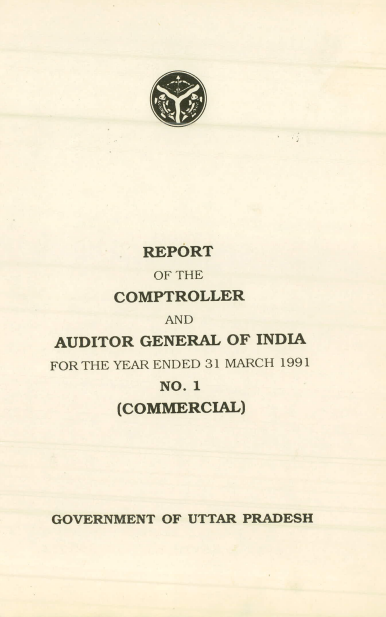 REPORT
OF THE
COMPTROLLER
AND
AUDITOR GENERAL OF INDIA
FOR THE YEAR ENDED 31 MARCH 1991
NO. 1
(COMMERCIAL)
GOVERNMENT OF UTTAR PRADESH